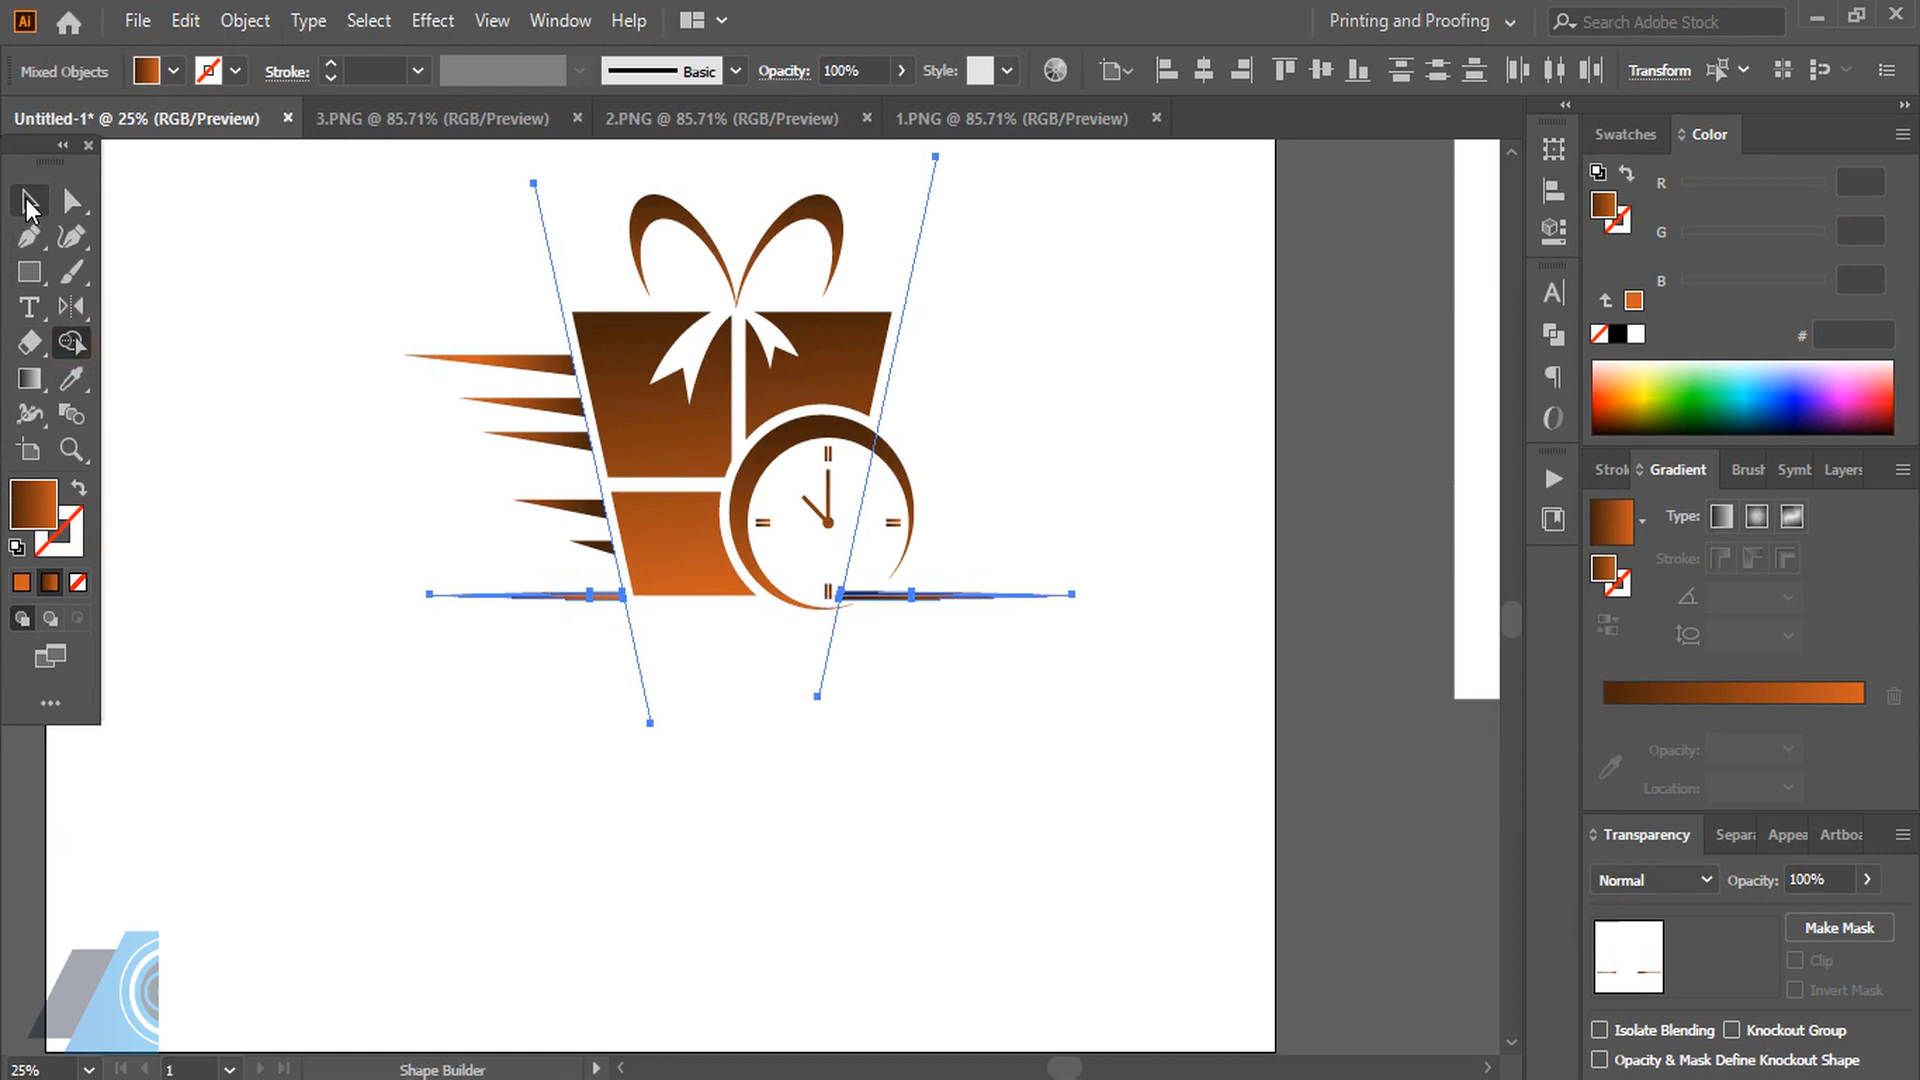 Ai File Edit Object Type Select Effect View Window Help Printing and Proofing Search Adobe Stock
Mixed Objects Stroke: Basic Opacity: 100% Style: Transform
Untitled-1* @ 25% (RGB/Preview) 3.PNG @ 85.71% (RGB/Preview) 2.PNG @ 85.71% (RGB/Preview) 1.PNG @ 85.71% (RGB/Preview)
Swatches Color
R
G
B
#
Strok Gradient Brush Symb Layers
Type:
Stroke:
Opacity:
Location:
Transparency Separ Appea Artboa
Normal Opacity: 100%
Make Mask
Clip
Invert Mask
Isolate Blending Knockout Group
Opacity & Mask Define Knockout Shape
25% 1 Shape Builder